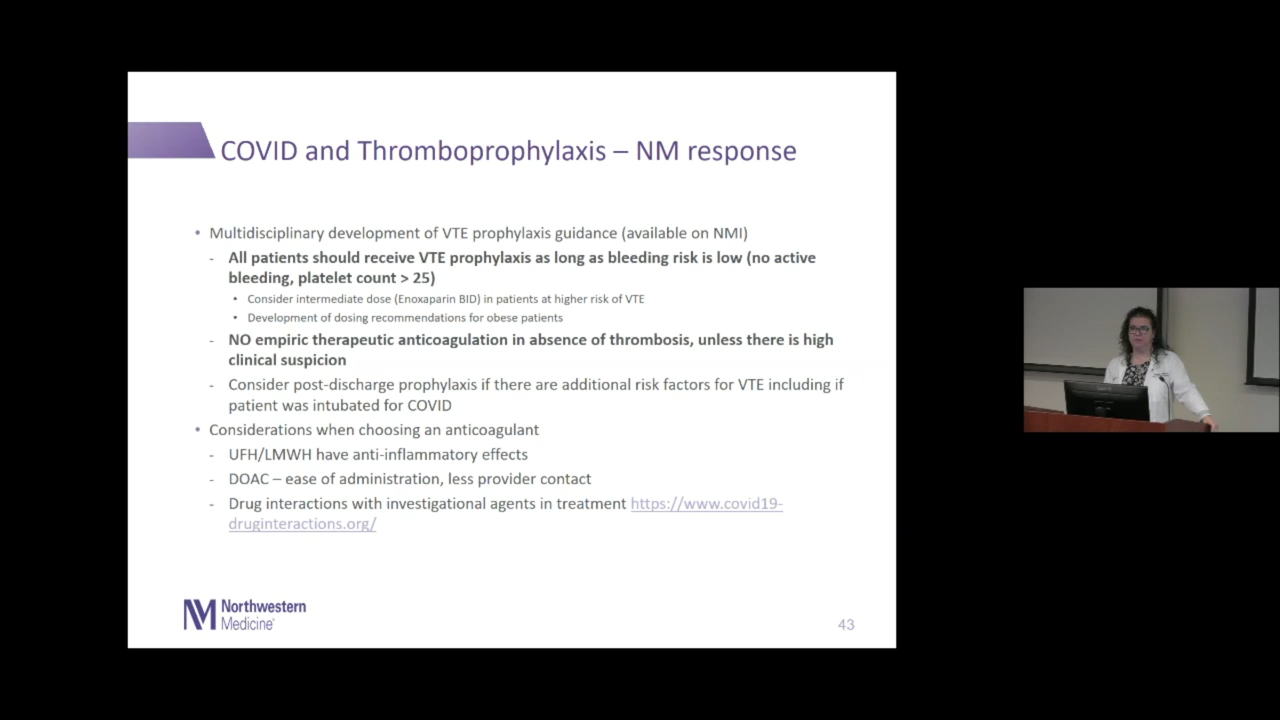 COVID and Thromboprophylaxis – NM response
• Multidisciplinary development of VTE prophylaxis guidance (available on NMI)
- All patients should receive VTE prophylaxis as long as bleeding risk is low (no active
bleeding, platelet count > 25)
• Consider intermediate dose (Enoxaparin BID) in patients at higher risk of VTE
• Development of dosing recommendations for obese patients
- NO empiric therapeutic anticoagulation in absence of thrombosis, unless there is high
clinical suspicion
- Consider post-discharge prophylaxis if there are additional risk factors for VTE including if
patient was intubated for COVID
• Considerations when choosing an anticoagulant
- UFH/LMWH have anti-inflammatory effects
- DOAC – ease of administration, less provider contact
- Drug interactions with investigational agents in treatment https://www.covid19-
druginteractions.org/
NM Northwestern
Medicine®
43